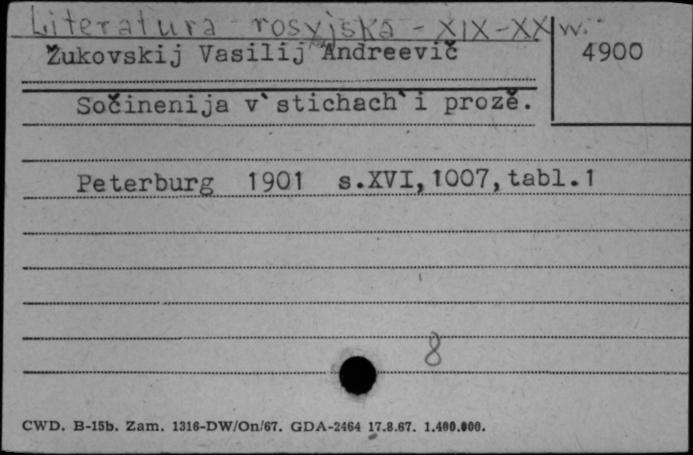 Literatura rosyjska - XIX-XX w.
Žukovskij Vasilij Andreevič
4900
Sočinenija v`stichach`i prozě.
Peterburg 1901 s.XVI,1007,tabl.1
8
CWD. B-15b. Zam. 1316-DW/On/67. GDA-2464 17.8.67. 1.400.000.